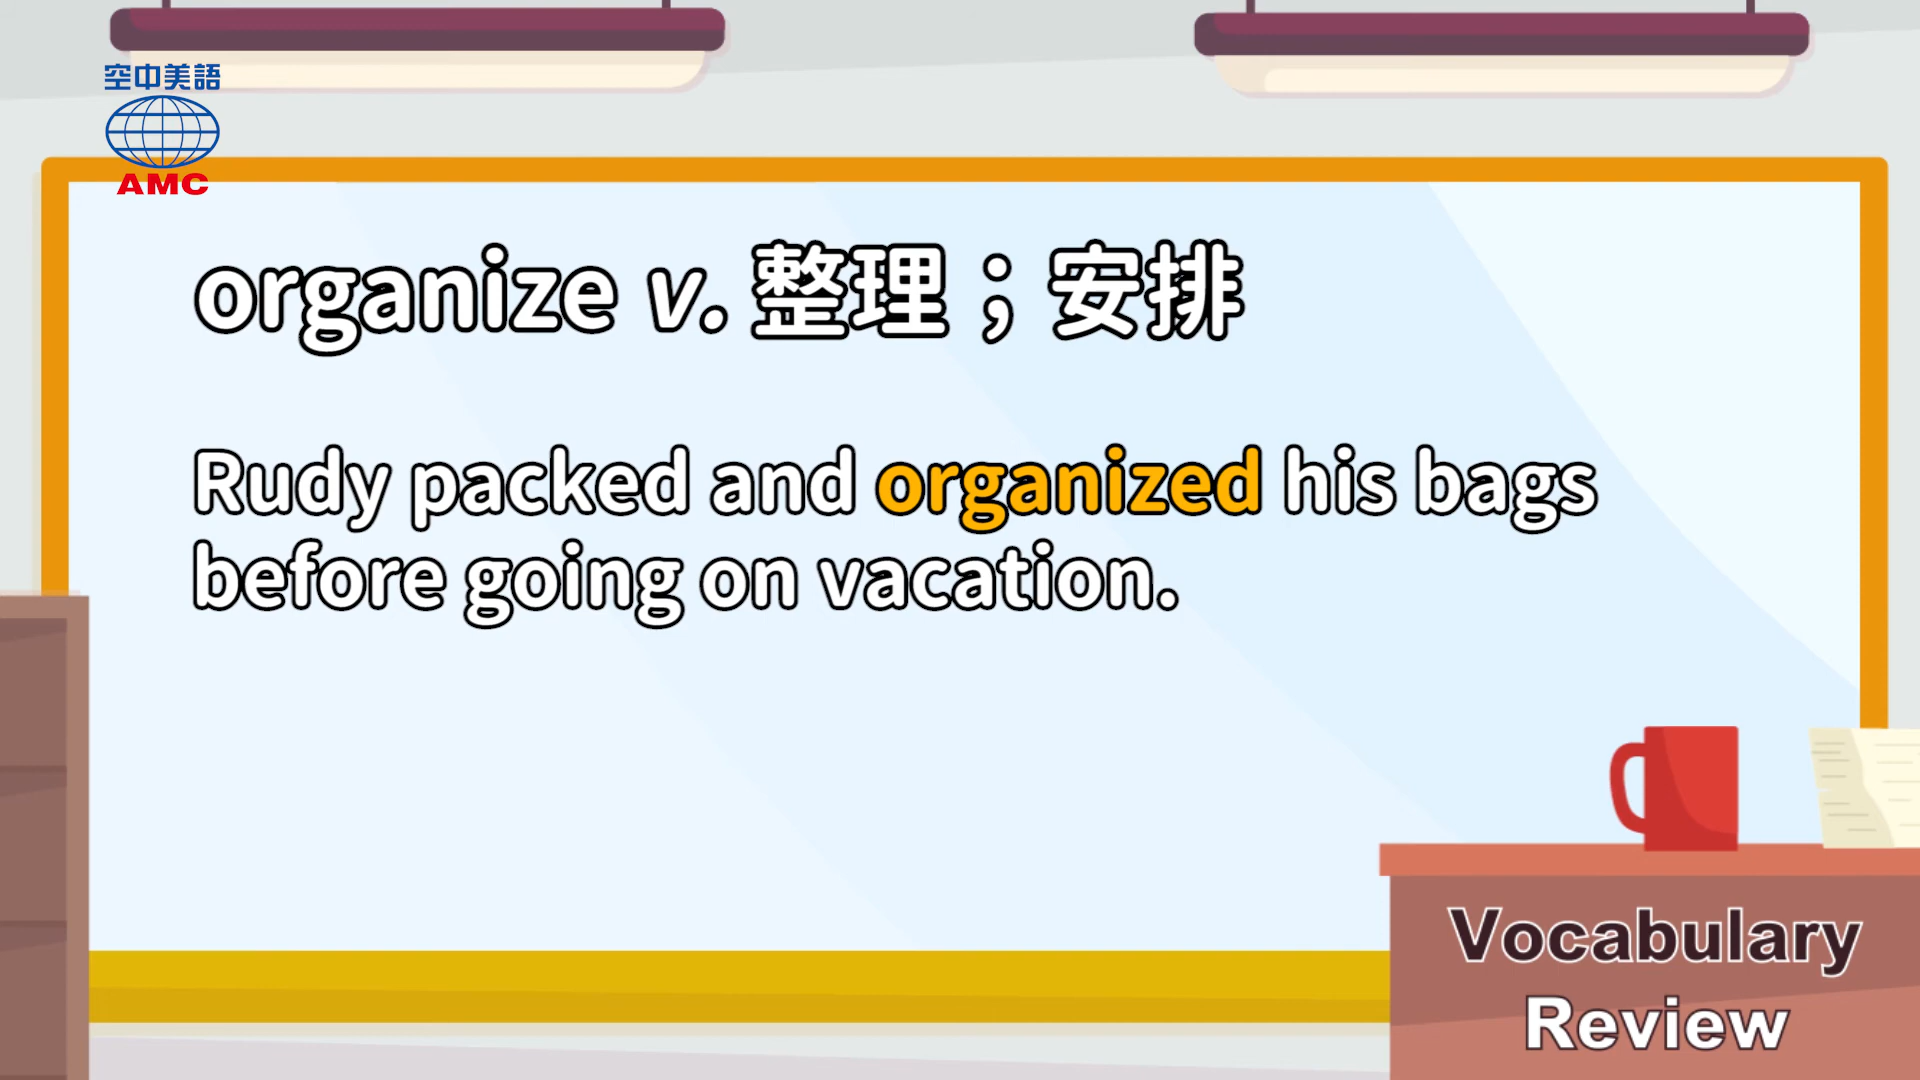 空中美語
AMC
organize v. 整理；安排
Rudy packed and organized his bags
before going on vacation.
Vocabulary
Review